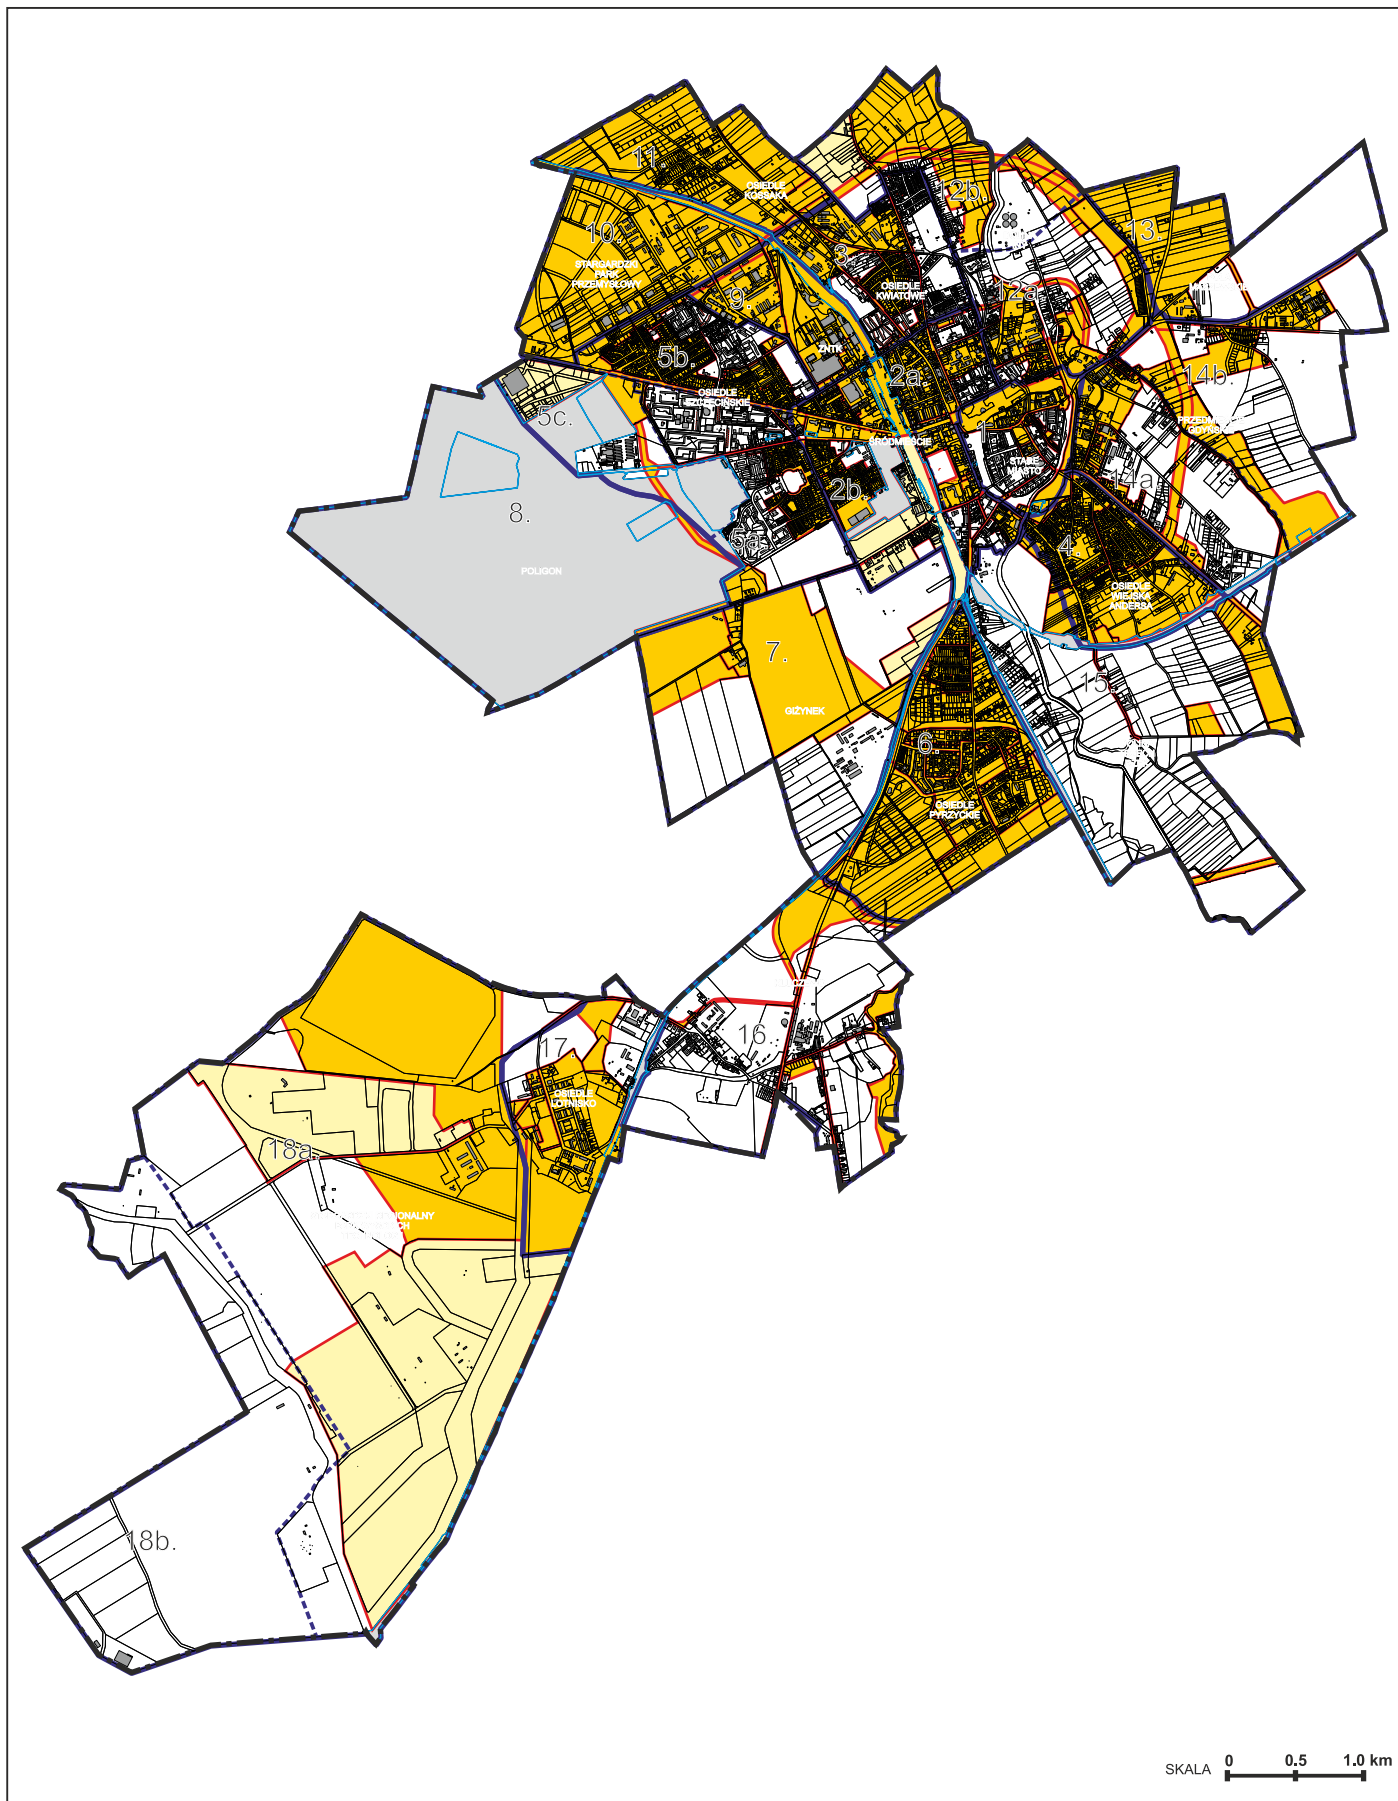 11.
OSIEDLE
KOSSAKA
12b.
10.
STARGARDZKI
PARK
PRZEMYSŁOWY
3.
OSIEDLE
KWIATOWE
13.
12a.
9.
ZNTK
5b.
OSIEDLE
SZCZECIŃSKIE
2a.
14b.
5c.
1.
ŚRÓDMIEŚCIE
STARE
MIASTO
14a.
2b.
8.
POLIGON
5a.
4.
OSIEDLE
WIEJSKA
ANDERSA
7.
GIŻYNEK
15.
6.
OSIEDLE
PYRZYCKIE
16.
17.
OSIEDLE
LOTNISKO
18a.
18b.
SKALA
0 0.5 1.0 km